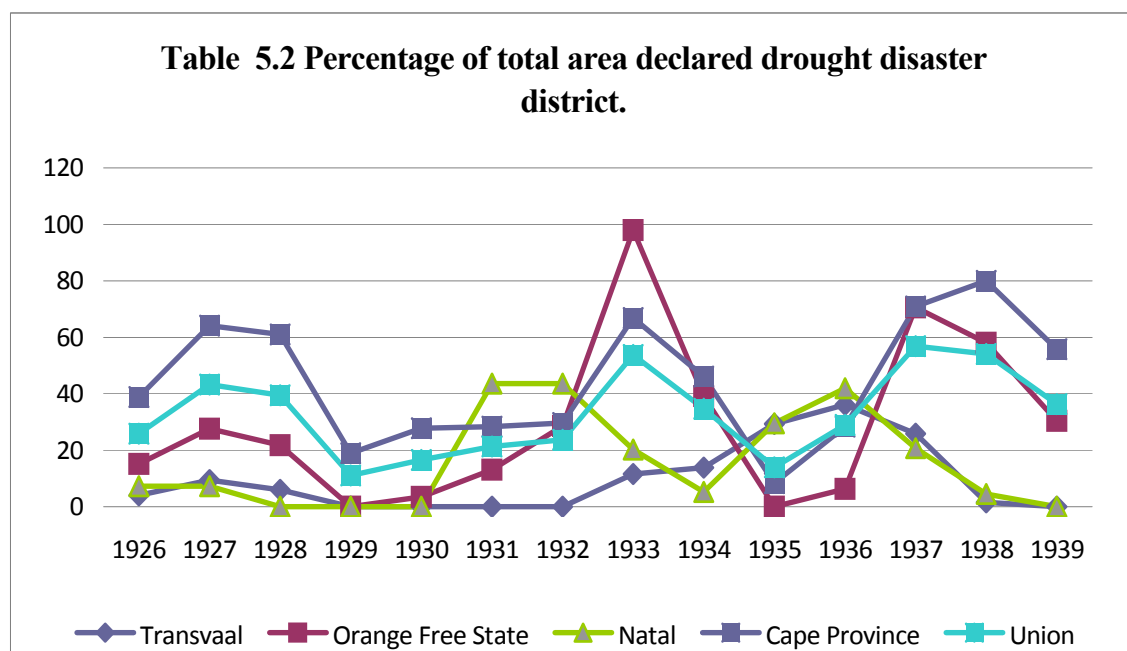 Table 5.2 Percentage of total area declared drought disaster
district.
120
100
80
60
40
20
0
1926 1927 1928 1929 1930 1931 1932 1933 1934 1935 1936 1937 1938 1939
Transvaal Orange Free State Natal Cape Province Union